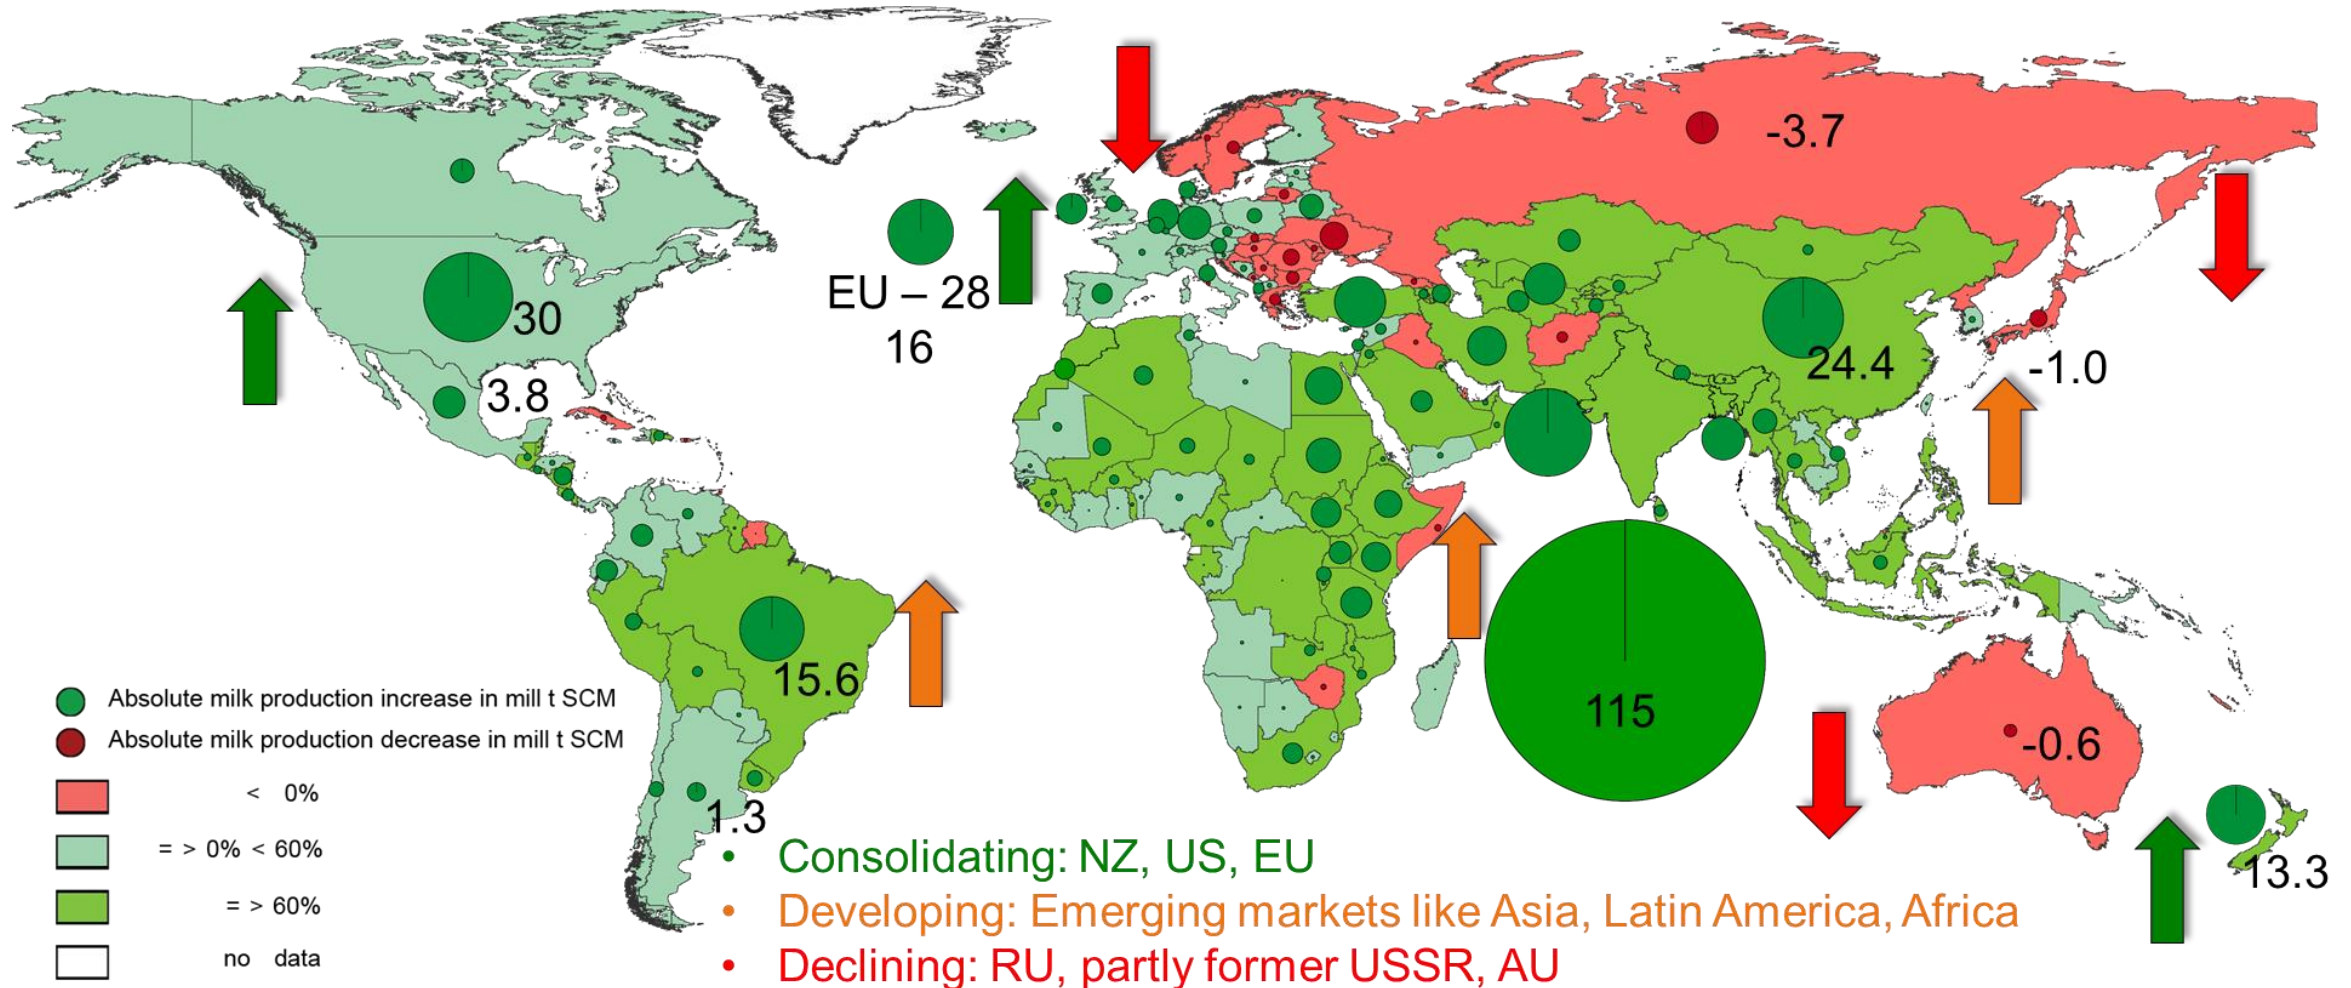 -3.7
EU – 28
16
30
3.8
24.4
-1.0
15.6
115
-0.6
1.3
13.3
Absolute milk production increase in mill t SCM
Absolute milk production decrease in mill t SCM
< 0%
= > 0% < 60%
= > 60%
no data
• Consolidating: NZ, US, EU
• Developing: Emerging markets like Asia, Latin America, Africa
• Declining: RU, partly former USSR, AU